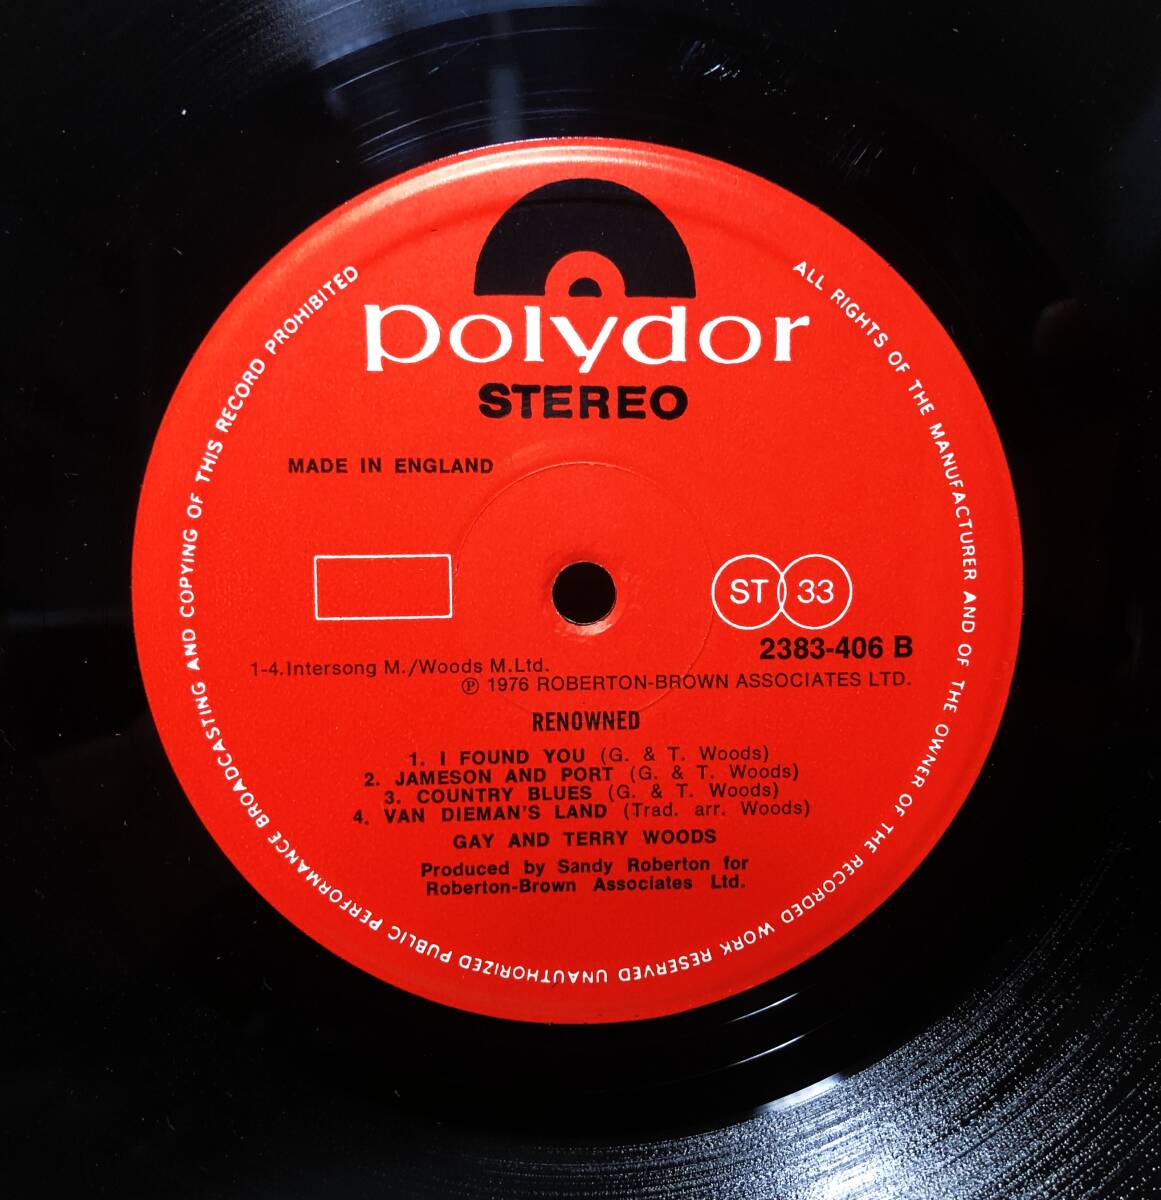 polydor
STEREO
MADE IN ENGLAND
ST 33
2383-406 B
1-4. Intersong M./Woods M.Ltd.
℗ 1976 ROBERTON-BROWN ASSOCIATES LTD.
RENOWNED
1. I FOUND YOU (G. & T. Woods)
2. JAMESON AND PORT (G. & T. Woods)
3. COUNTRY BLUES (G. & T. Woods)
4. VAN DIEMAN'S LAND (Trad. arr. Woods)
GAY AND TERRY WOODS
Produced by Sandy Roberton for
Roberton-Brown Associates Ltd.
ALL RIGHTS OF THE MANUFACTURER AND OF THE OWNER OF THE RECORDED WORK RESERVED UNAUTHORIZED PUBLIC PERFORMANCE BROADCASTING AND COPYING OF THIS RECORD PROHIBITED